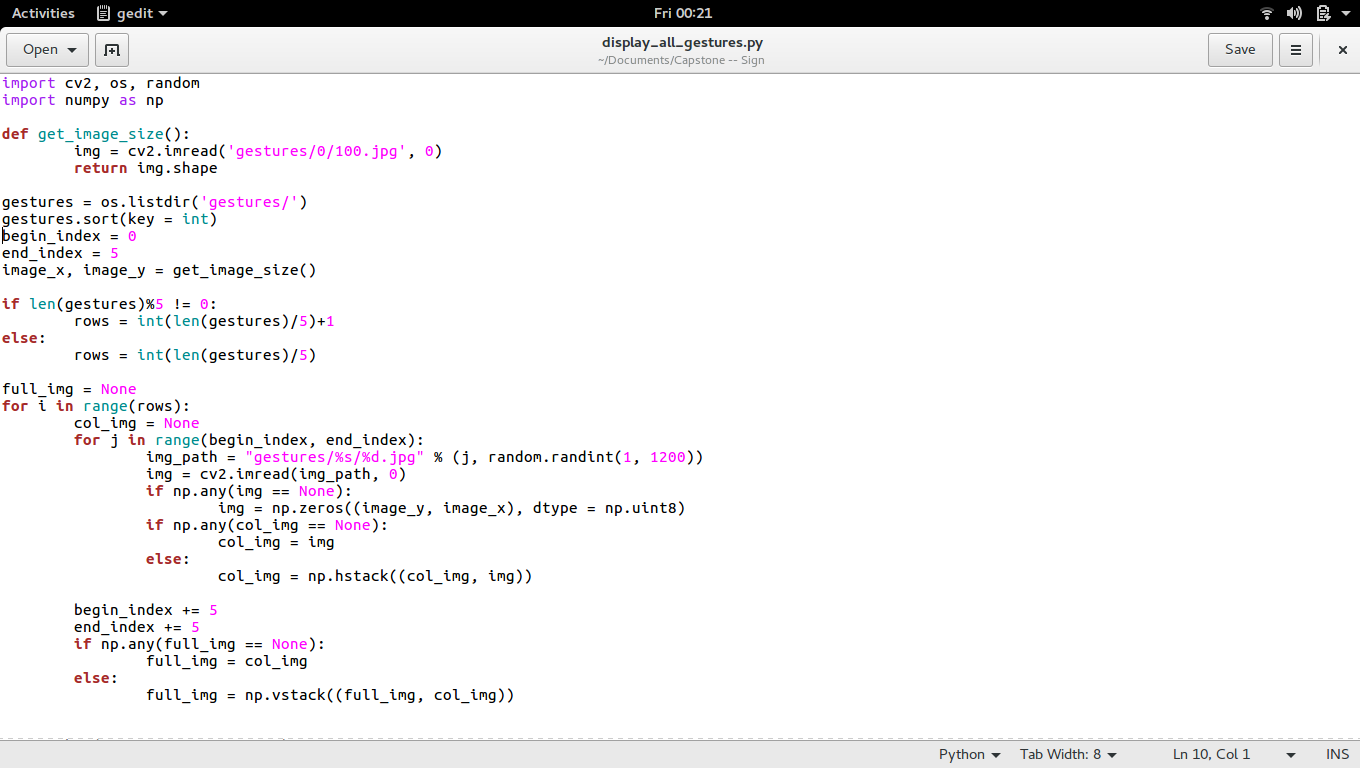 Activities gedit Fri 00:21
Open display_all_gestures.py Save
~/Documents/Capstone -- Sign
import cv2, os, random
import numpy as np
def get_image_size():
img = cv2.imread('gestures/0/100.jpg', 0)
return img.shape
gestures = os.listdir('gestures/')
gestures.sort(key = int)
begin_index = 0
end_index = 5
image_x, image_y = get_image_size()
if len(gestures)%5 != 0:
rows = int(len(gestures)/5)+1
else:
rows = int(len(gestures)/5)
full_img = None
for i in range(rows):
col_img = None
for j in range(begin_index, end_index):
img_path = "gestures/%s/%d.jpg" % (j, random.randint(1, 1200))
img = cv2.imread(img_path, 0)
if np.any(img == None):
img = np.zeros((image_y, image_x), dtype = np.uint8)
if np.any(col_img == None):
col_img = img
else:
col_img = np.hstack((col_img, img))
begin_index += 5
end_index += 5
if np.any(full_img == None):
full_img = col_img
else:
full_img = np.vstack((full_img, col_img))
Python Tab Width: 8 Ln 10, Col 1 INS